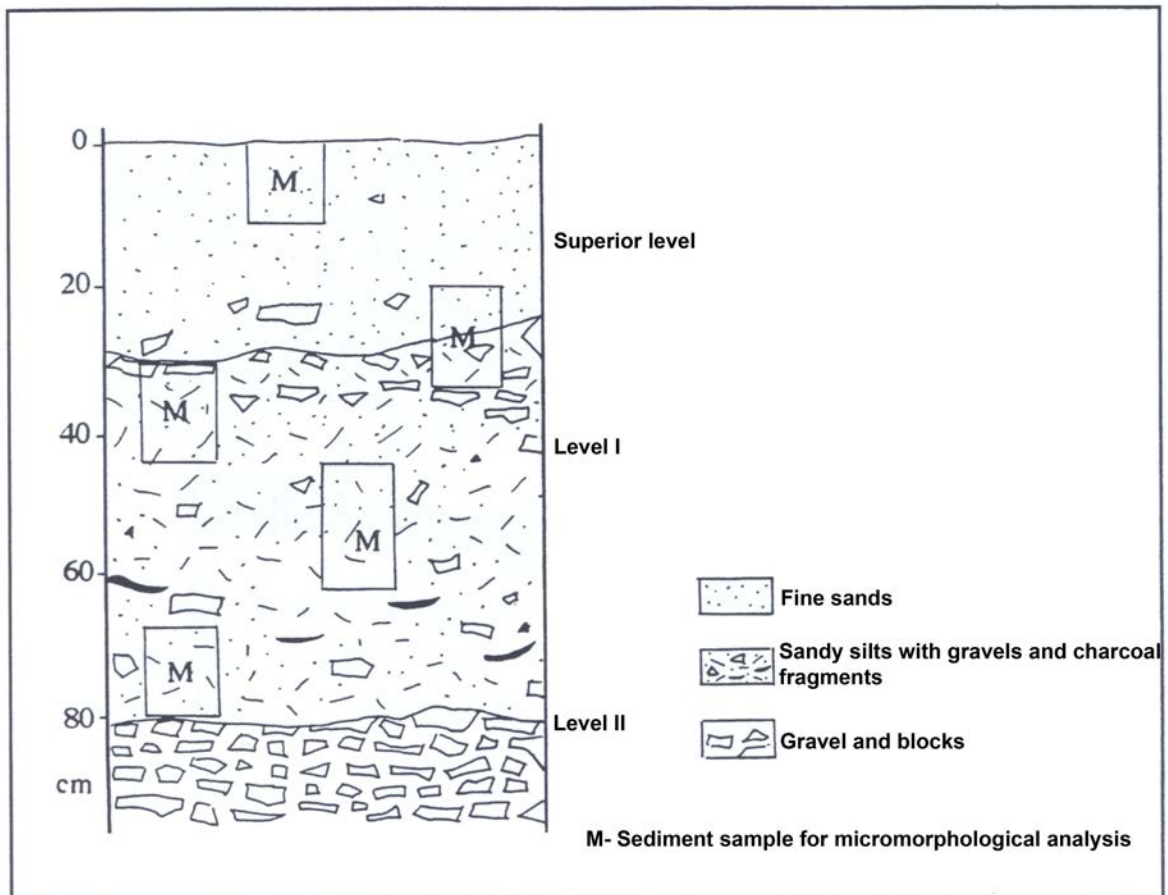 0
M
Superior level
20
M
M
40
Level I
M
60
Fine sands
Sandy silts with gravels and charcoal
fragments
M
80
Level II
Gravel and blocks
cm
M- Sediment sample for micromorphological analysis